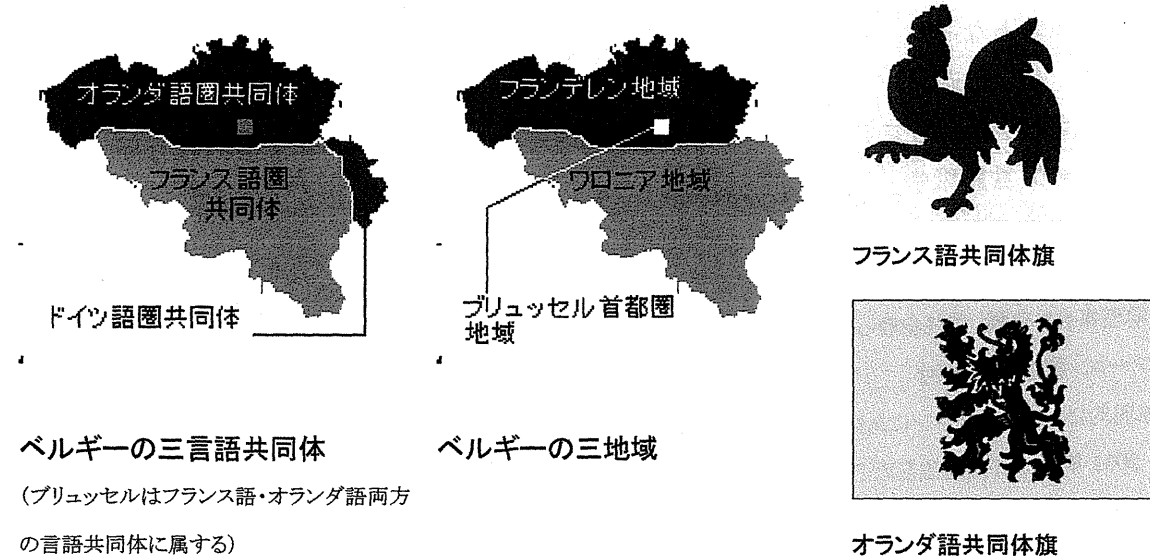 オランダ語圏共同体
フランス語圏
共同体
ドイツ語圏共同体
ベルギーの三言語共同体
(ブリュッセルはフランス語・オランダ語両方
の言語共同体に属する)
フランデレン地域
ワロニア地域
ブリュッセル首都圏
地域
ベルギーの三地域
フランス語共同体旗
オランダ語共同体旗